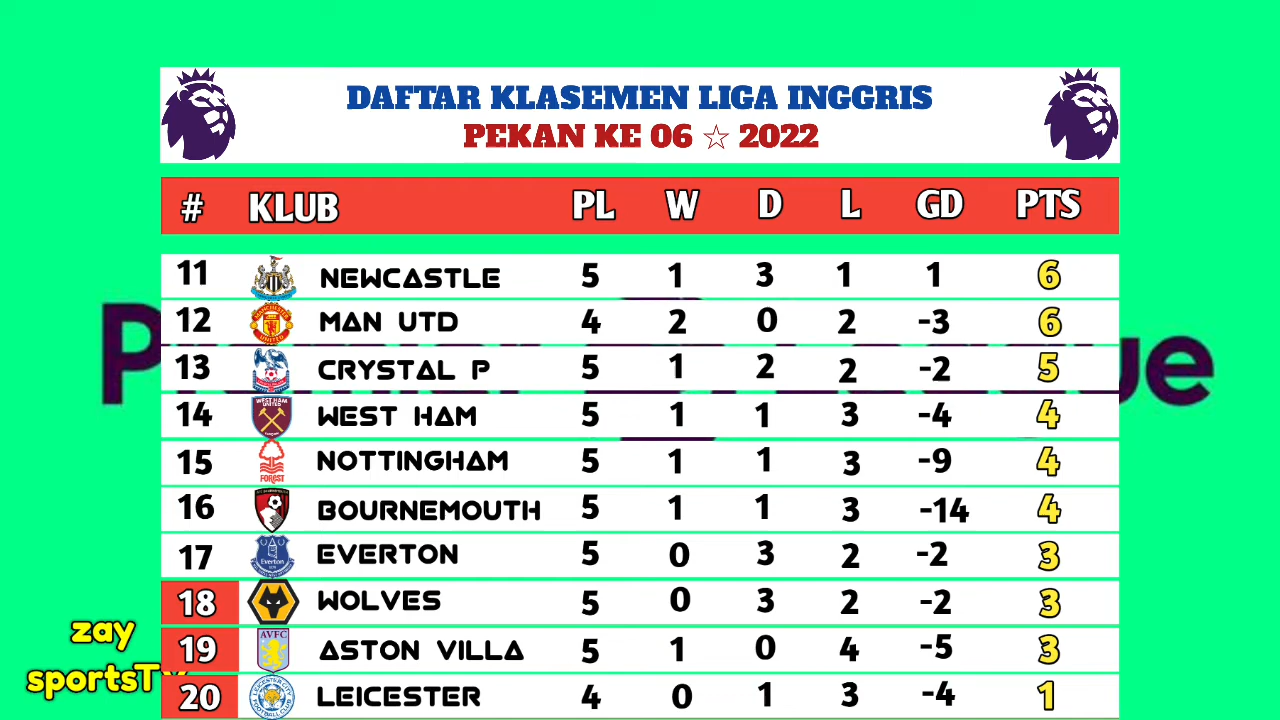 DAFTAR KLASEMEN LIGA INGGRIS
PEKAN KE 06 ☆ 2022
# KLUB PL W D L GD PTS
11 NEWCASTLE 5 1 3 1 1 6
12 MAN UTD 4 2 0 2 -3 6
13 CRYSTAL P 5 1 2 2 -2 5
14 WEST HAM 5 1 1 3 -4 4
15 NOTTINGHAM 5 1 1 3 -9 4
16 BOURNEMOUTH 5 1 1 3 -14 4
17 EVERTON 5 0 3 2 -2 3
18 WOLVES 5 0 3 2 -2 3
19 ASTON VILLA 5 1 0 4 -5 3
20 LEICESTER 4 0 1 3 -4 1
zay
sportsTV